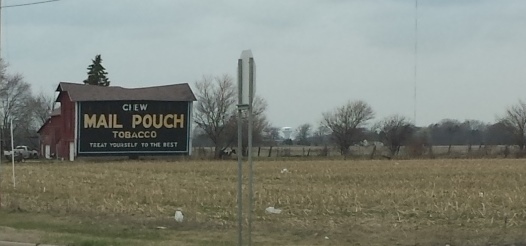 CHEW
MAIL POUCH
TOBACCO
TREAT YOURSELF TO THE BEST